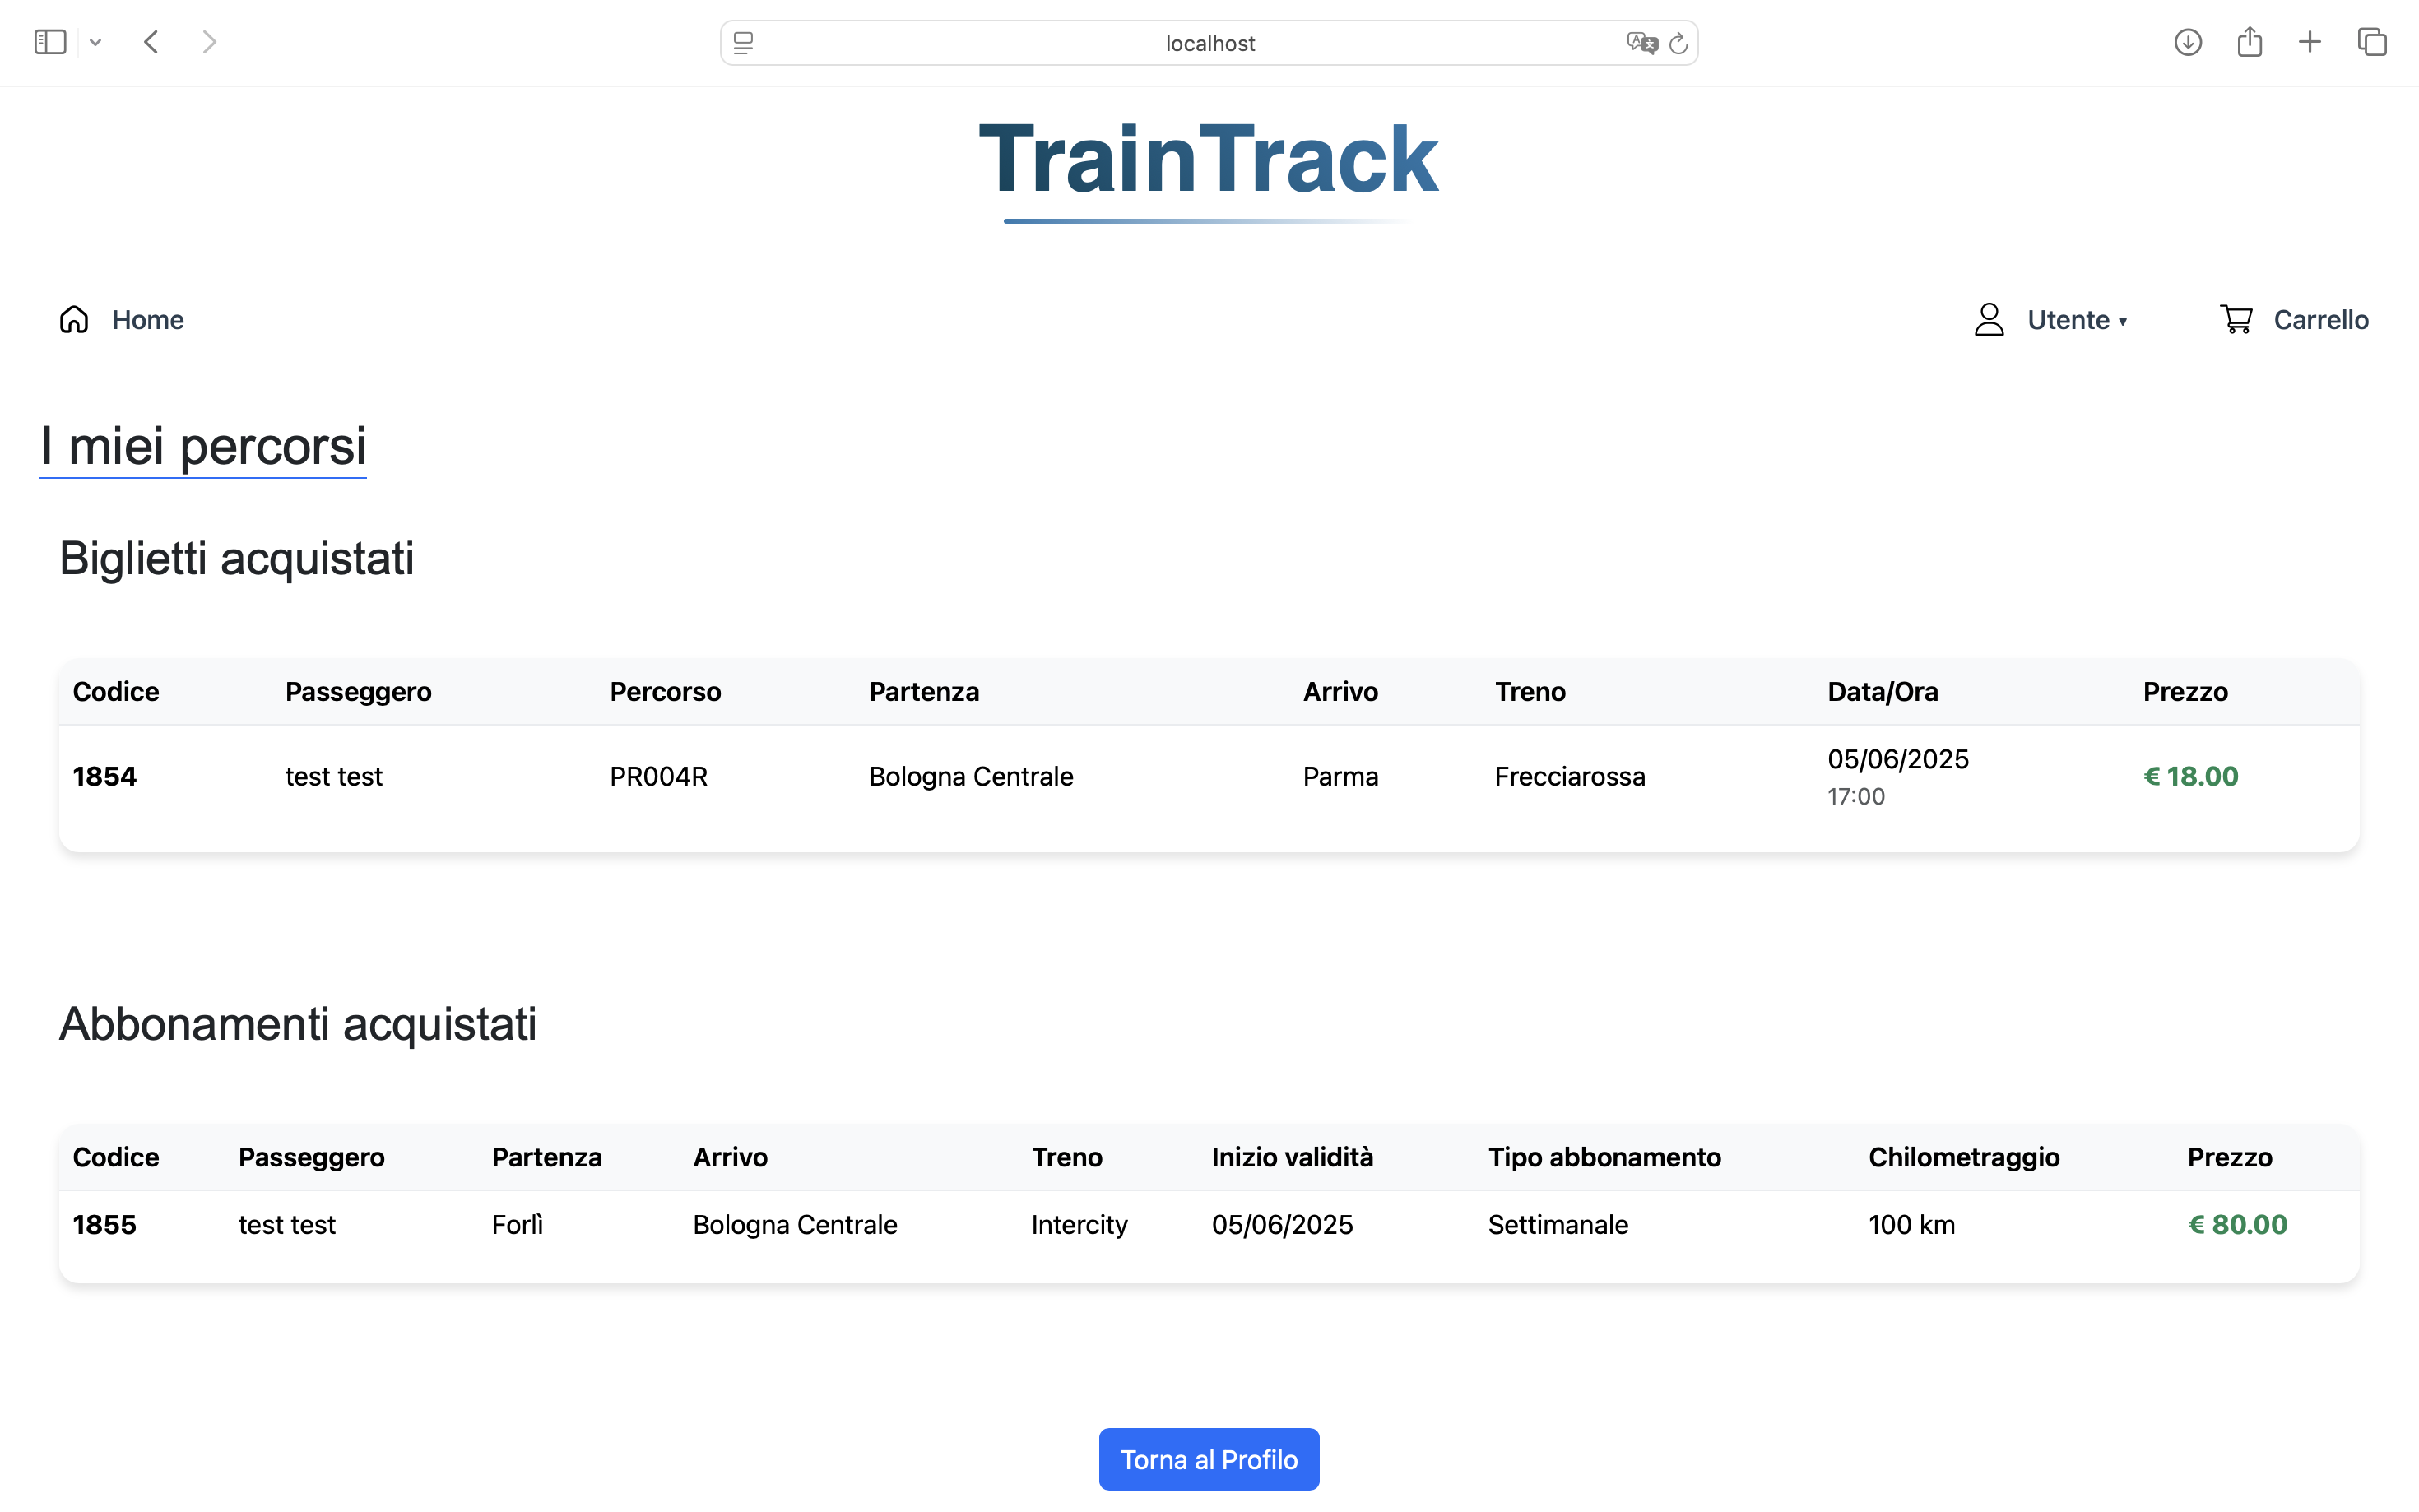 localhost
TrainTrack
Home
Utente ▾
Carrello
I miei percorsi
Biglietti acquistati
Codice Passeggero Percorso Partenza Arrivo Treno Data/Ora Prezzo
1854 test test PR004R Bologna Centrale Parma Frecciarossa 05/06/2025 € 18.00
17:00
Abbonamenti acquistati
Codice Passeggero Partenza Arrivo Treno Inizio validità Tipo abbonamento Chilometraggio Prezzo
1855 test test Forlì Bologna Centrale Intercity 05/06/2025 Settimanale 100 km € 80.00
Torna al Profilo